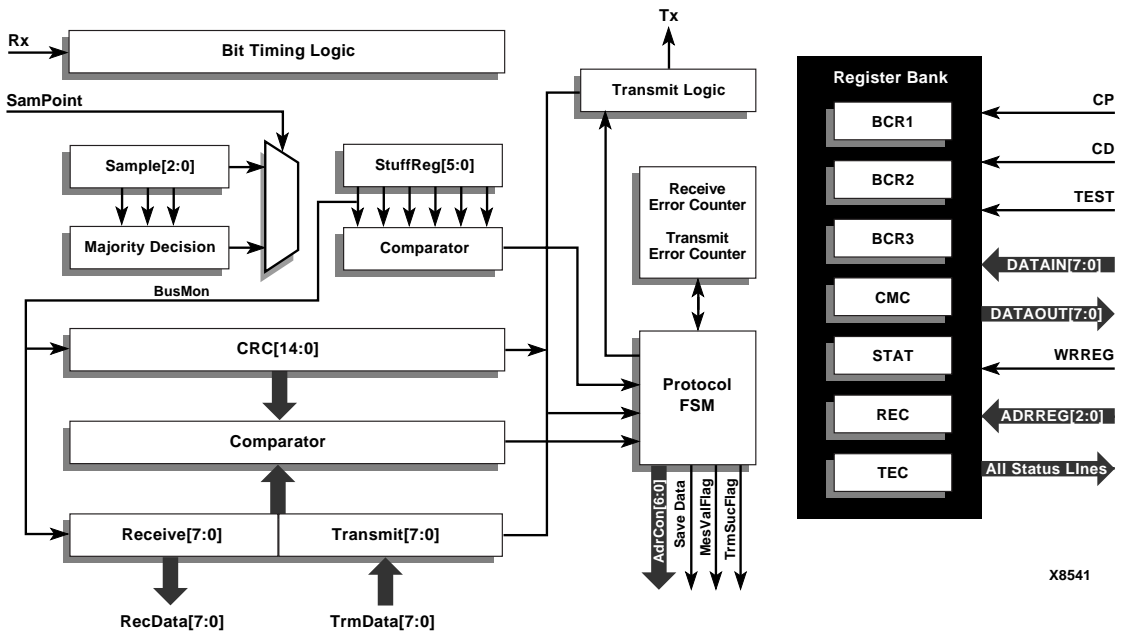 Rx
Bit Timing Logic
Tx
Transmit Logic
SamPoint
Sample[2:0]
Majority Decision
StuffReg[5:0]
Comparator
BusMon
Receive
Error Counter
Transmit
Error Counter
CRC[14:0]
Comparator
Receive[7:0]
Transmit[7:0]
RecData[7:0]
TrmData[7:0]
Protocol
FSM
AdrCon[6:0]
Save Data
MesValFlag
TrmSucFlag
Register Bank
BCR1
BCR2
BCR3
CMC
STAT
REC
TEC
CP
CD
TEST
DATAIN[7:0]
DATAOUT[7:0]
WRREG
ADRREG[2:0]
All Status LInes
X8541